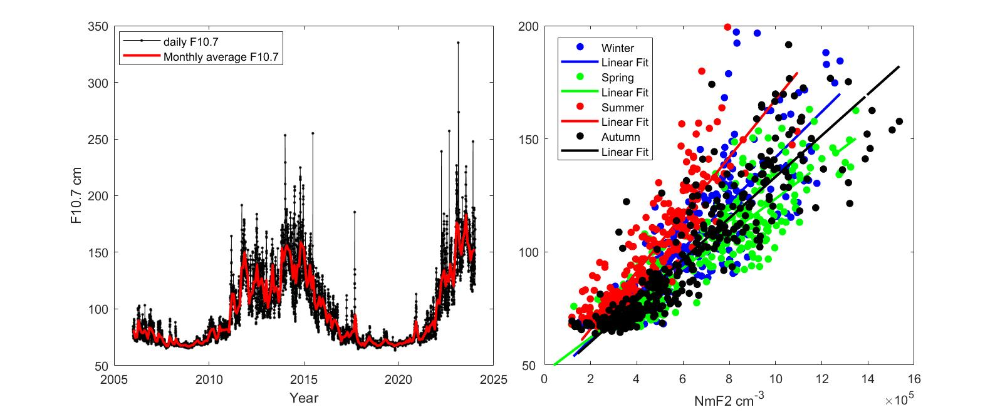 350
300
250
200
150
100
50
F10.7 cm
daily F10.7
Monthly average F10.7
2005
2010
2015
2020
2025
Year
200
150
100
50
Winter
Linear Fit
Spring
Linear Fit
Summer
Linear Fit
Autumn
Linear Fit
0
2
4
6
8
10
12
14
16
NmF2 cm⁻³
×10⁵